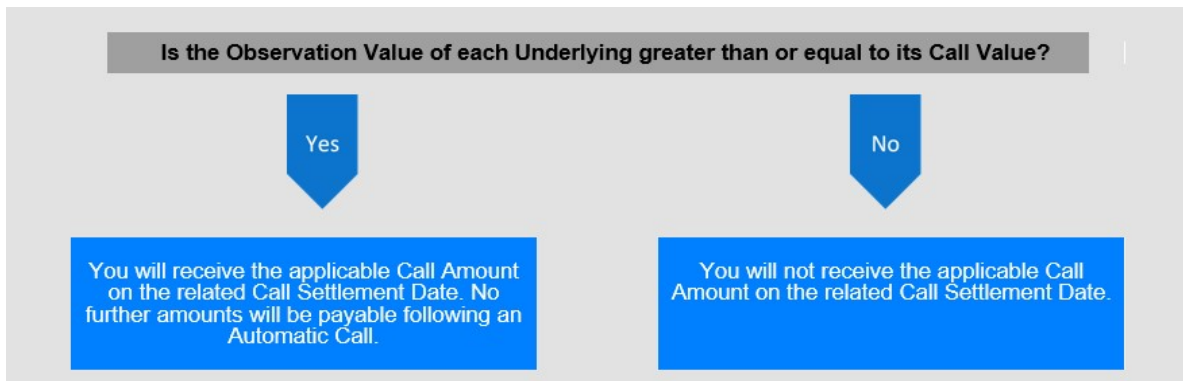 Is the Observation Value of each Underlying greater than or equal to its Call Value?
Yes
No
You will receive the applicable Call Amount
on the related Call Settlement Date. No
further amounts will be payable following an
Automatic Call.
You will not receive the applicable Call
Amount on the related Call Settlement Date.